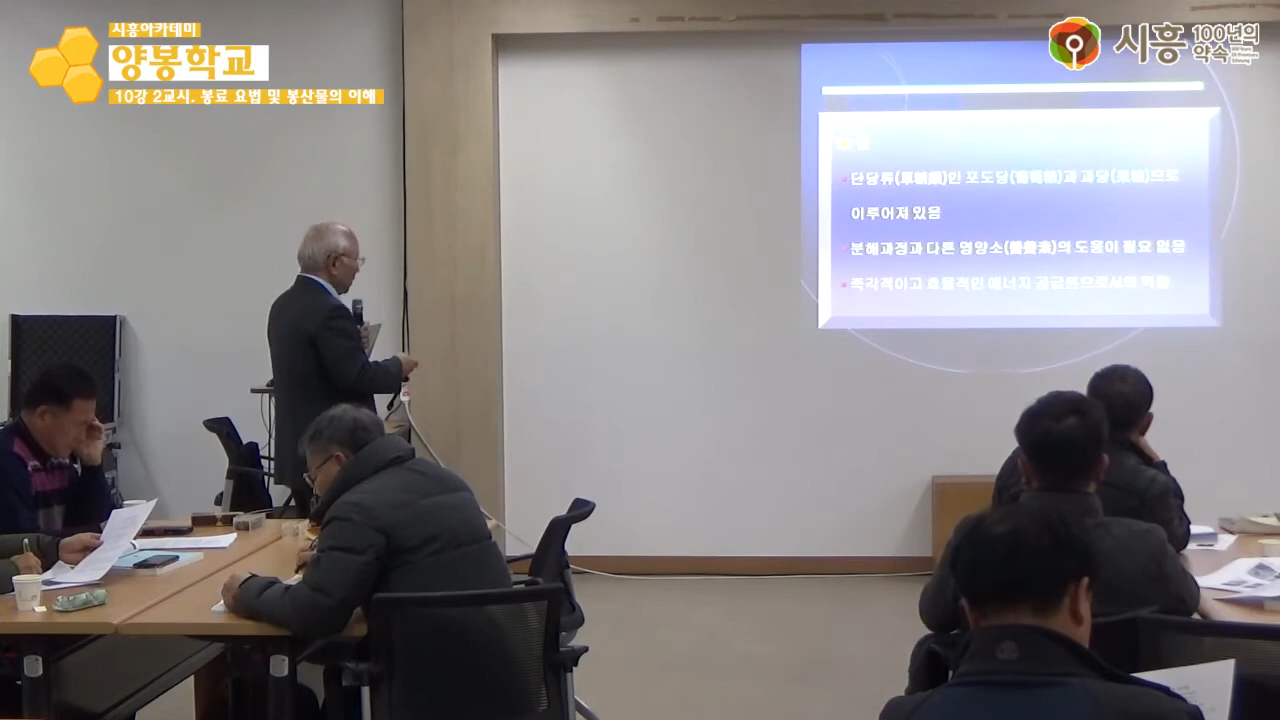 시흥아카데미
양봉학교
10강 2교시. 봉료 요법 및 봉산물의 이해
시흥 100년의 약속
단당류(單糖類)인 포도당(葡萄糖)과 과당(果糖)으로
이루어져 있음
분해과정과 다른 영양소(營養素)의 도움이 필요 없음
즉각적이고 효율적인 에너지 공급원으로서의 역할